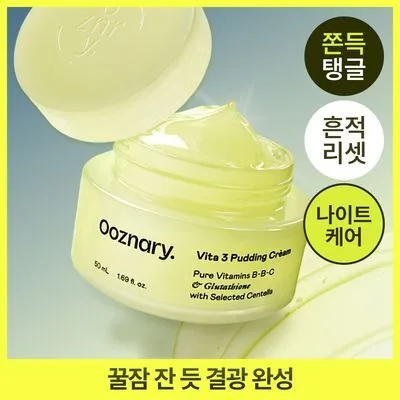 쫀득
탱글
흔적
리셋
나이트
케어
Ooznary.
Vita 3 Pudding Crèam
50 mL 1.69 fl. oz.
Pure Vitamins B-B-C
& Glutathione
with Selected Centella
꿀잠 잔 듯 결광 완성